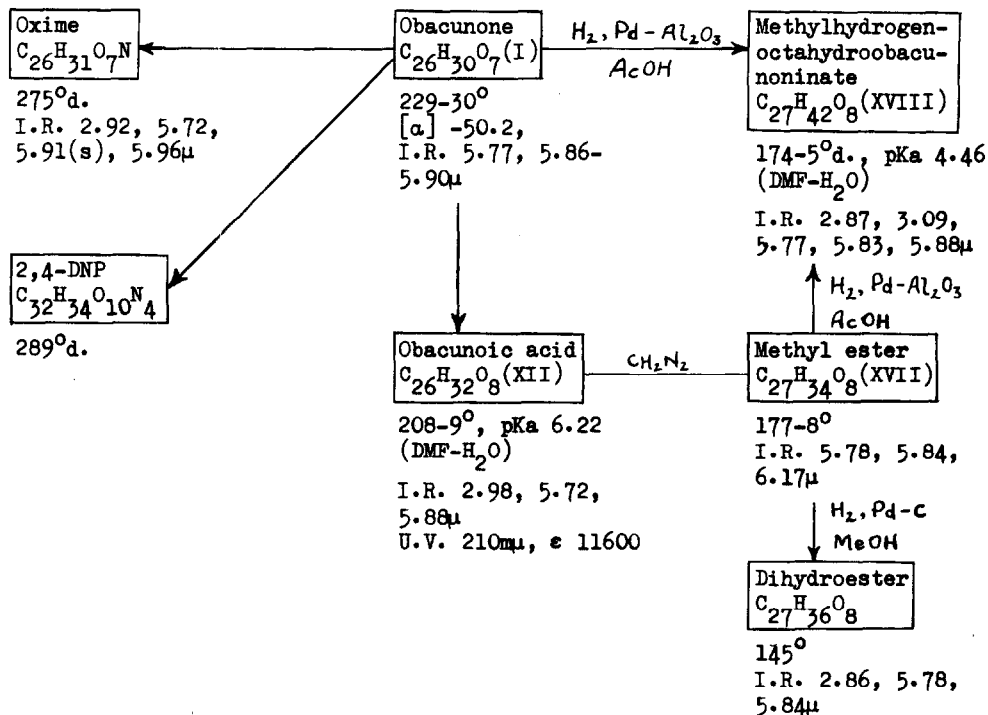 Oxime
C26H31O7N
275°d.
I.R. 2.92, 5.72,
5.91(s), 5.96μ
Obacunone
C26H30O7(I)
229-30°
[α] -50.2,
I.R. 5.77, 5.86-
5.90μ
H2, Pd-Al2O3
AcOH
Methylhydrogen-
octahydroobacu-
noninate
C27H42O8(XVIII)
174-5°d., pKa 4.46
(DMF-H2O)
I.R. 2.87, 3.09,
5.77, 5.83, 5.88μ
2,4-DNP
C32H34O10N4
289°d.
H2, Pd-Al2O3
AcOH
Obacunoic acid
C26H32O8(XII)
208-9°, pKa 6.22
(DMF-H2O)
I.R. 2.98, 5.72,
5.88μ
U.V. 210mμ, ε 11600
CH2N2
Methyl ester
C27H34O8(XVII)
177-8°
I.R. 5.78, 5.84,
6.17μ
H2, Pd-C
MeOH
Dihydroester
C27H36O8
145°
I.R. 2.86, 5.78,
5.84μ